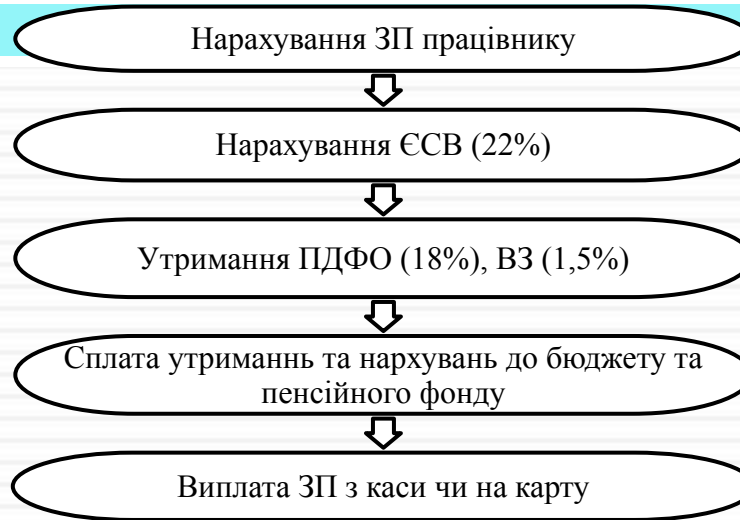 Нарахування ЗП працівнику
Нарахування ЄСВ (22%)
Утримання ПДФО (18%), ВЗ (1,5%)
Сплата утриманнь та нархувань до бюджету та
пенсійного фонду
Виплата ЗП з каси чи на карту